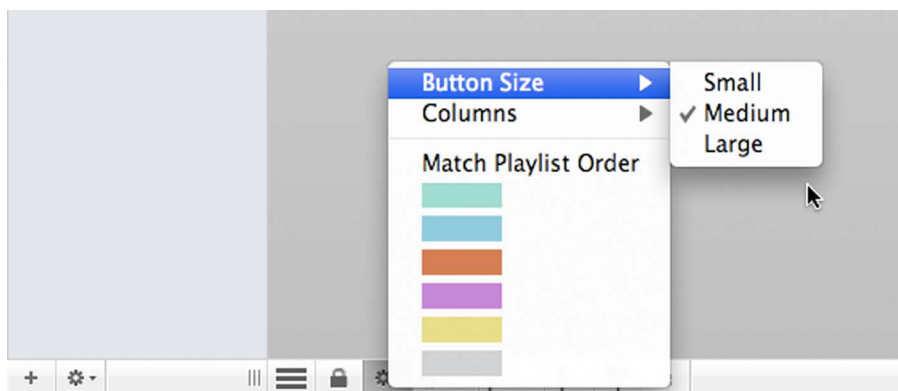 Button Size
Columns
Match Playlist Order
Small
Medium
Large